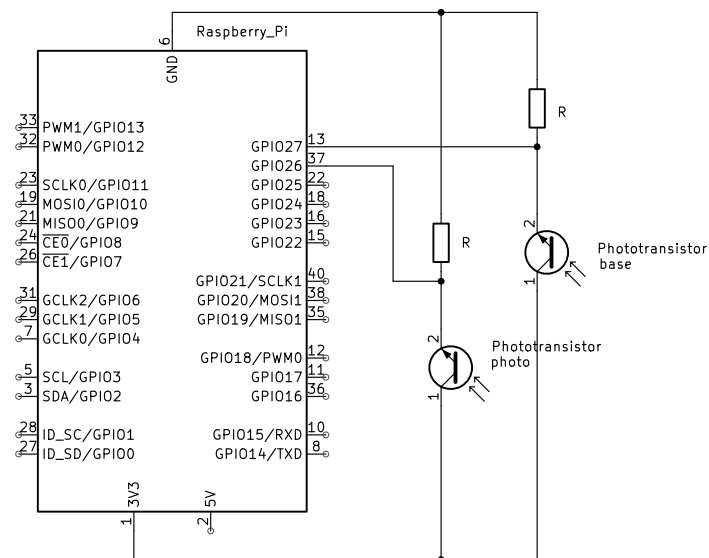 Raspberry_Pi
6
GND
33 PWM1/GPIO13
32 PWM0/GPIO12
GPIO27 13
GPIO26 37
R
23 SCLK0/GPIO11
GPIO25 22
19 MOSI0/GPIO10
GPIO24 18
21 MISO0/GPIO9
GPIO23 16
24 CE0/GPIO8
GPIO22 15
26 CE1/GPIO7
R
2
1
Phototransistor
base
GPIO21/SCLK1 40
31 GCLK2/GPIO6
GPIO20/MOSI1 38
29 GCLK1/GPIO5
GPIO19/MISO1 35
7 GCLK0/GPIO4
GPIO18/PWM0 12
2
1
Phototransistor
photo
5 SCL/GPIO3
GPIO17 11
3 SDA/GPIO2
GPIO16 36
28 ID_SC/GPIO1
GPIO15/RXD 10
27 ID_SD/GPIO0
GPIO14/TXD 8
3V3
5V
1
2